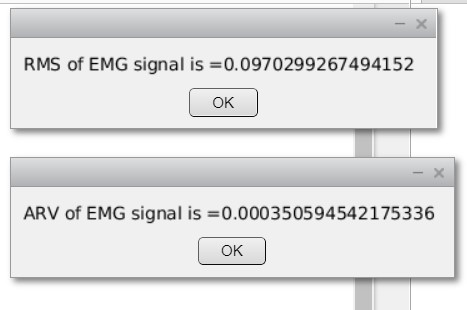 RMS of EMG signal is =0.0970299267494152
OK
ARV of EMG signal is =0.000350594542175336
OK